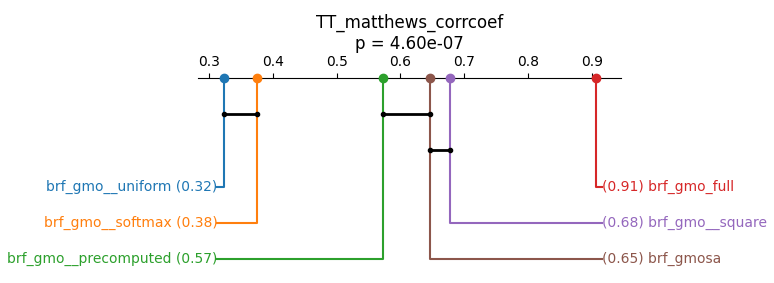 TT_matthews_corrcoef
p = 4.60e-07
0.3 0.4 0.5 0.6 0.7 0.8 0.9
brf_gmo__uniform (0.32) (0.91) brf_gmo_full
brf_gmo__softmax (0.38) (0.68) brf_gmo__square
brf_gmo__precomputed (0.57) (0.65) brf_gmosa